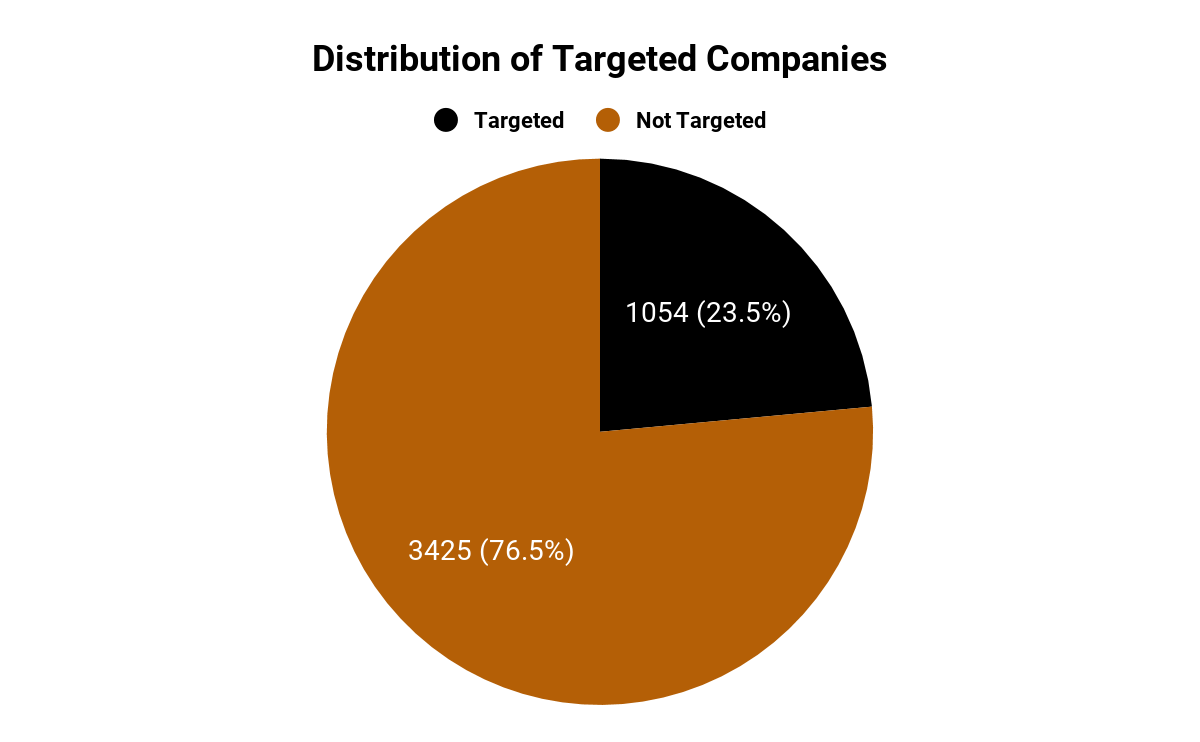 Distribution of Targeted Companies
Targeted Not Targeted
1054 (23.5%)
3425 (76.5%)